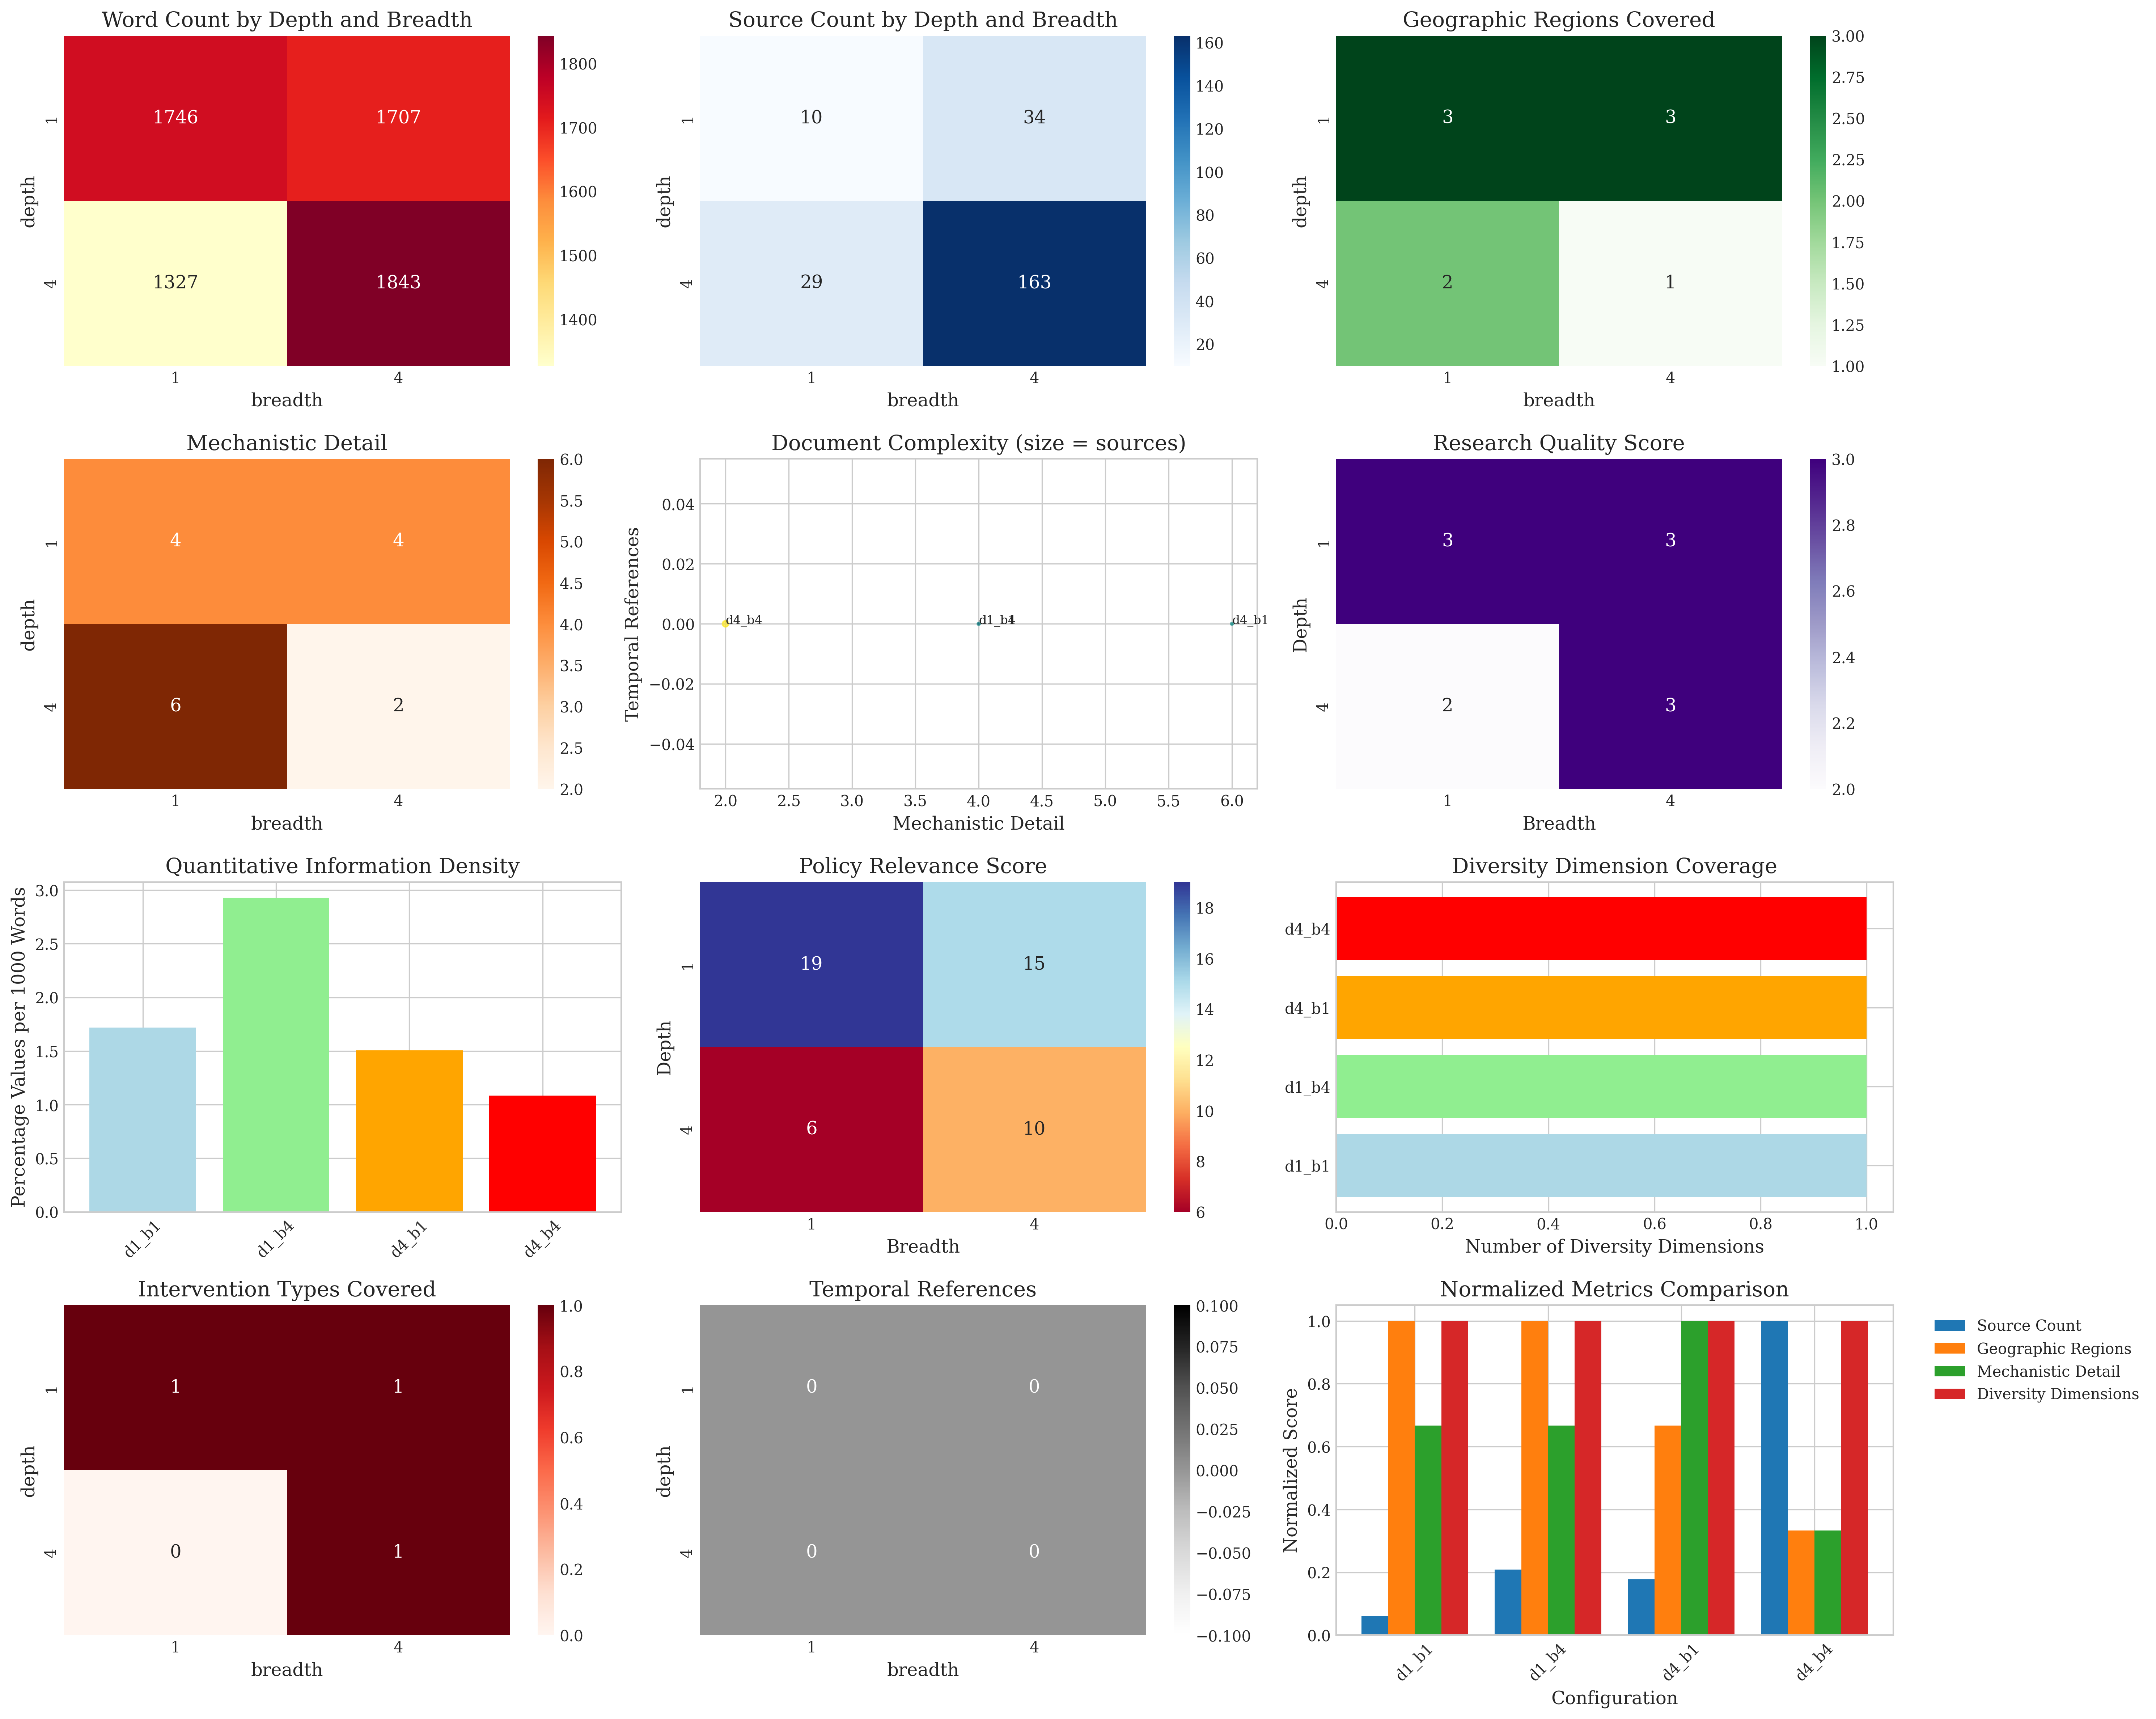 Word Count by Depth and Breadth
1746 1707
1327 1843
1
4
depth
1 4
breadth
1800
1700
1600
1500
1400
Source Count by Depth and Breadth
10 34
29 163
1
4
depth
1 4
breadth
160
140
120
100
80
60
40
20
Geographic Regions Covered
3 3
2 1
1
4
depth
1 4
breadth
3.00
2.75
2.50
2.25
2.00
1.75
1.50
1.25
1.00
Mechanistic Detail
4 4
6 2
1
4
depth
1 4
breadth
6.0
5.5
5.0
4.5
4.0
3.5
3.0
2.5
2.0
Document Complexity (size = sources)
Temporal References
0.04
0.02
0.00
−0.02
−0.04
d4_b4
d1_b4
d4_b1
2.0 2.5 3.0 3.5 4.0 4.5 5.0 5.5 6.0
Mechanistic Detail
Research Quality Score
3 3
2 3
1
4
Depth
1 4
Breadth
3.0
2.8
2.6
2.4
2.2
2.0
Quantitative Information Density
Percentage Values per 1000 Words
3.0
2.5
2.0
1.5
1.0
0.5
0.0
d1_b1 d1_b4 d4_b1 d4_b4
Policy Relevance Score
19 15
6 10
1
4
Depth
1 4
Breadth
18
16
14
12
10
8
6
Diversity Dimension Coverage
d4_b4
d4_b1
d1_b4
d1_b1
0.0 0.2 0.4 0.6 0.8 1.0
Number of Diversity Dimensions
Intervention Types Covered
1 1
0 1
1
4
depth
1 4
breadth
1.0
0.8
0.6
0.4
0.2
0.0
Temporal References
0 0
0 0
1
4
depth
1 4
breadth
0.100
0.075
0.050
0.025
0.000
−0.025
−0.050
−0.075
−0.100
Normalized Metrics Comparison
Normalized Score
1.0
0.8
0.6
0.4
0.2
0.0
d1_b1 d1_b4 d4_b1 d4_b4
Configuration
Source Count
Geographic Regions
Mechanistic Detail
Diversity Dimensions